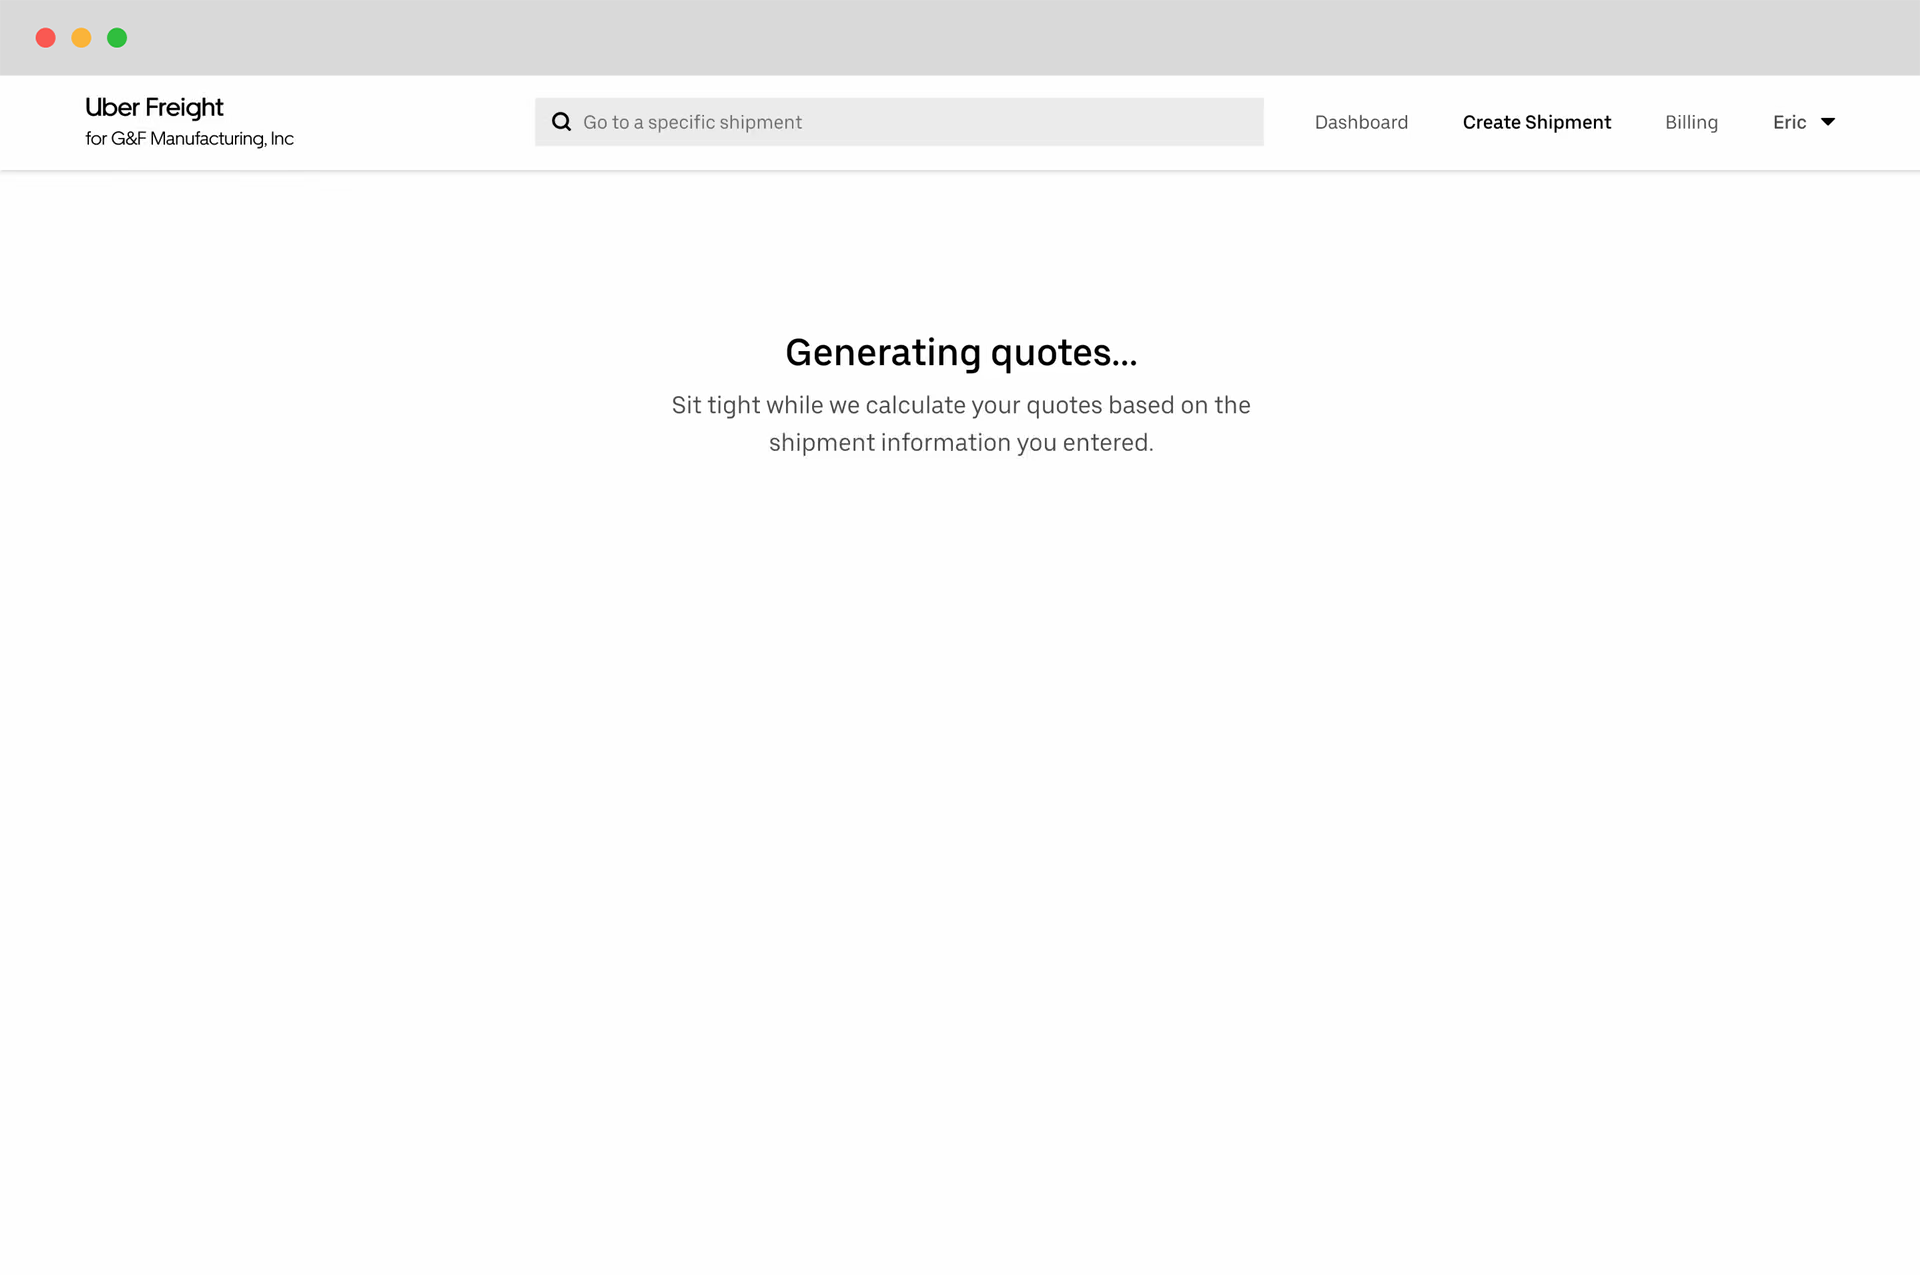 Uber Freight
for G&F Manufacturing, Inc
Go to a specific shipment
Dashboard
Create Shipment
Billing
Eric
Generating quotes...
Sit tight while we calculate your quotes based on the
shipment information you entered.